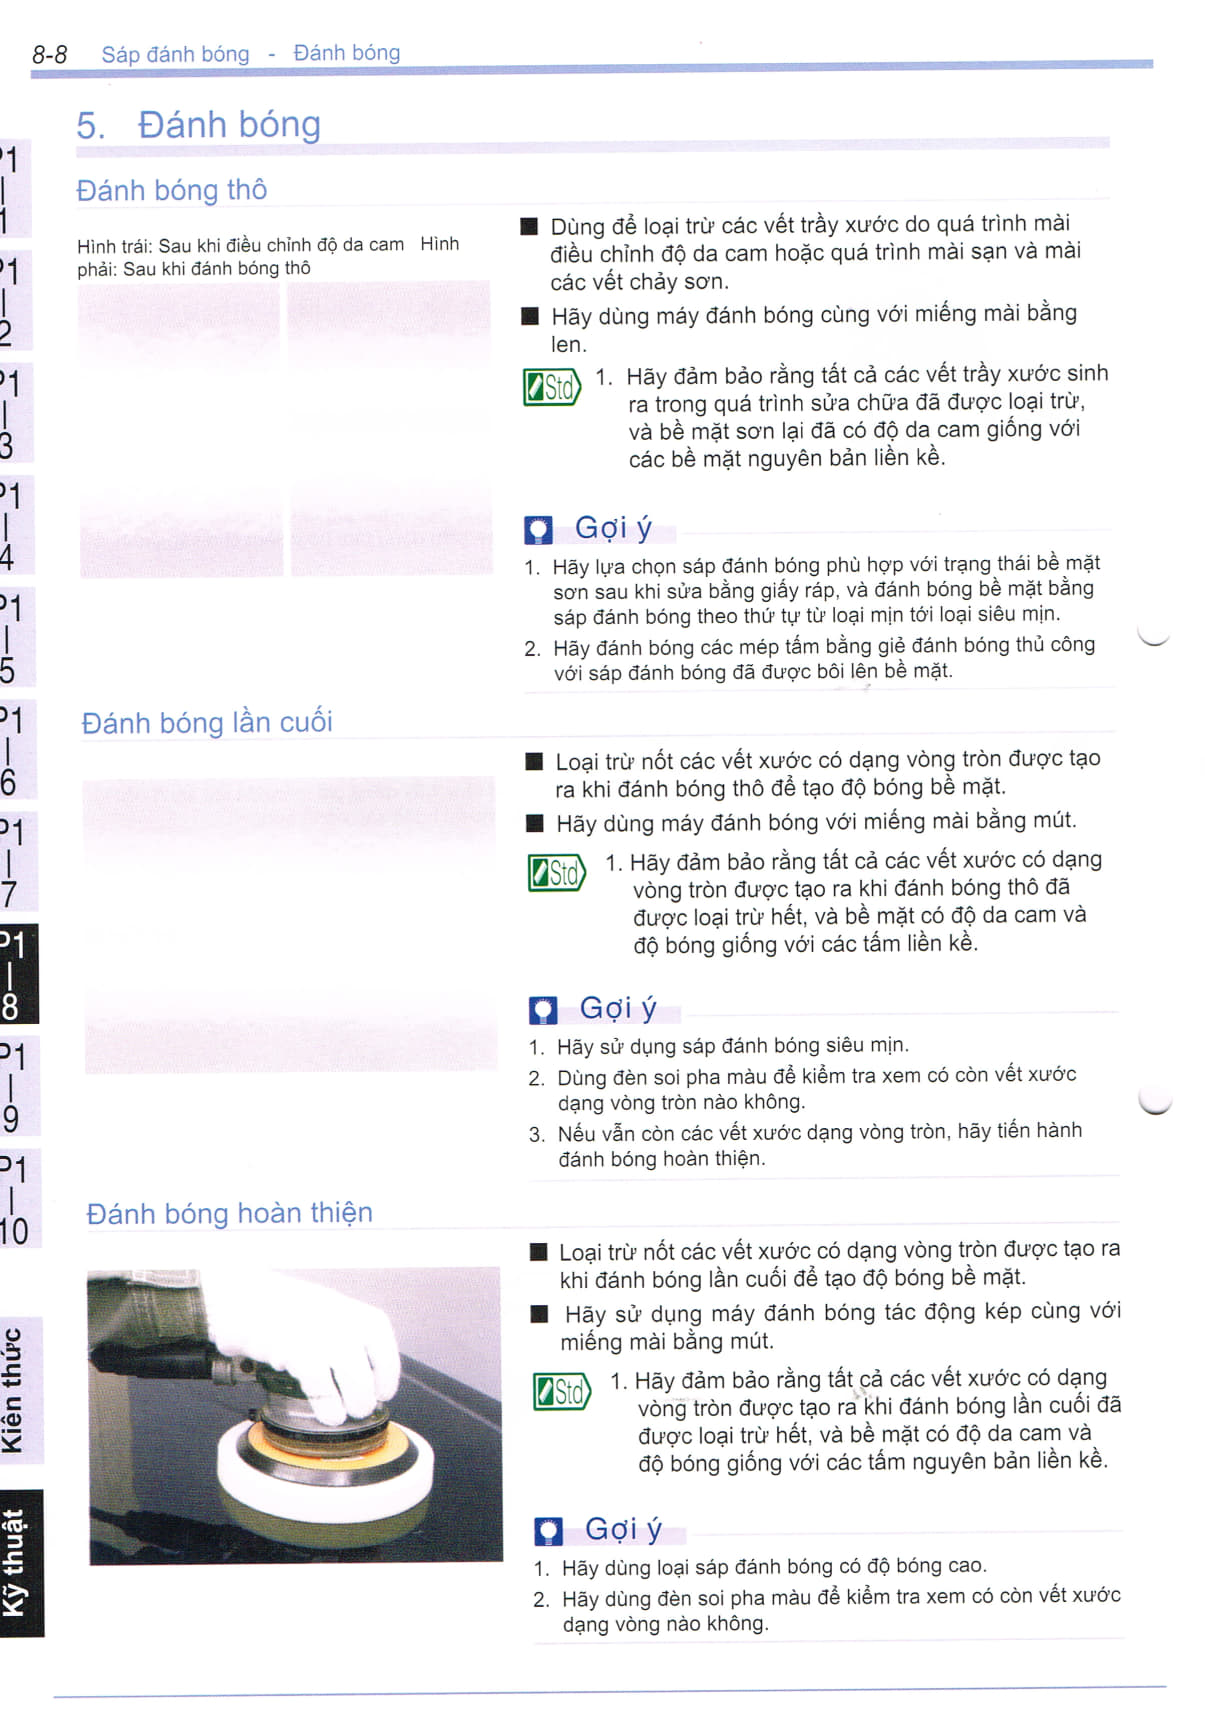 8-8 Sáp đánh bóng - Đánh bóng
5. Đánh bóng
Đánh bóng thô
Hình trái: Sau khi điều chỉnh độ da cam Hình
phải: Sau khi đánh bóng thô
■ Dùng để loại trừ các vết trầy xước do quá trình mài
điều chỉnh độ da cam hoặc quá trình mài sạn và mài
các vết chảy sơn.
■ Hãy dùng máy đánh bóng cùng với miếng mài bằng
len.
Std 1. Hãy đảm bảo rằng tất cả các vết trầy xước sinh
ra trong quá trình sửa chữa đã được loại trừ,
và bề mặt sơn lại đã có độ da cam giống với
các bề mặt nguyên bản liền kề.
Gợi ý
1. Hãy lựa chọn sáp đánh bóng phù hợp với trạng thái bề mặt
sơn sau khi sửa bằng giấy ráp, và đánh bóng bề mặt bằng
sáp đánh bóng theo thứ tự từ loại mịn tới loại siêu mịn.
2. Hãy đánh bóng các mép tấm bằng giẻ đánh bóng thủ công
với sáp đánh bóng đã được bôi lên bề mặt.
Đánh bóng lần cuối
■ Loại trừ nốt các vết xước có dạng vòng tròn được tạo
ra khi đánh bóng thô để tạo độ bóng bề mặt.
■ Hãy dùng máy đánh bóng với miếng mài bằng mút.
Std 1. Hãy đảm bảo rằng tất cả các vết xước có dạng
vòng tròn được tạo ra khi đánh bóng thô đã
được loại trừ hết, và bề mặt có độ da cam và
độ bóng giống với các tấm liền kề.
Gợi ý
1. Hãy sử dụng sáp đánh bóng siêu mịn.
2. Dùng đèn soi pha màu để kiểm tra xem có còn vết xước
dạng vòng tròn nào không.
3. Nếu vẫn còn các vết xước dạng vòng tròn, hãy tiến hành
đánh bóng hoàn thiện.
Đánh bóng hoàn thiện
■ Loại trừ nốt các vết xước có dạng vòng tròn được tạo ra
khi đánh bóng lần cuối để tạo độ bóng bề mặt.
■ Hãy sử dụng máy đánh bóng tác động kép cùng với
miếng mài bằng mút.
Std 1. Hãy đảm bảo rằng tất cả các vết xước có dạng
vòng tròn được tạo ra khi đánh bóng lần cuối đã
được loại trừ hết, và bề mặt có độ da cam và
độ bóng giống với các tấm nguyên bản liền kề.
Gợi ý
1. Hãy dùng loại sáp đánh bóng có độ bóng cao.
2. Hãy dùng đèn soi pha màu để kiểm tra xem có còn vết xước
dạng vòng nào không.
P1
|
1
P1
|
2
P1
|
3
P1
|
4
P1
|
5
P1
|
6
P1
|
7
P1
|
8
P1
|
9
P1
|
10
Kiến thức
Kỹ thuật